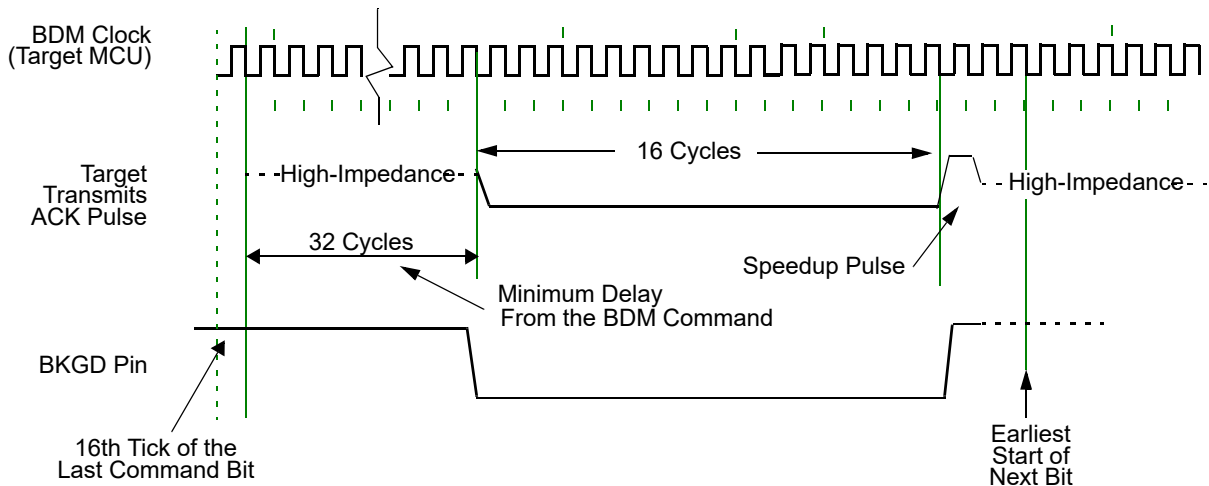 BDM Clock
(Target MCU)
16 Cycles
Target
Transmits
ACK Pulse
High-Impedance
High-Impedance
32 Cycles
Speedup Pulse
Minimum Delay
From the BDM Command
BKGD Pin
16th Tick of the
Last Command Bit
Earliest
Start of
Next Bit